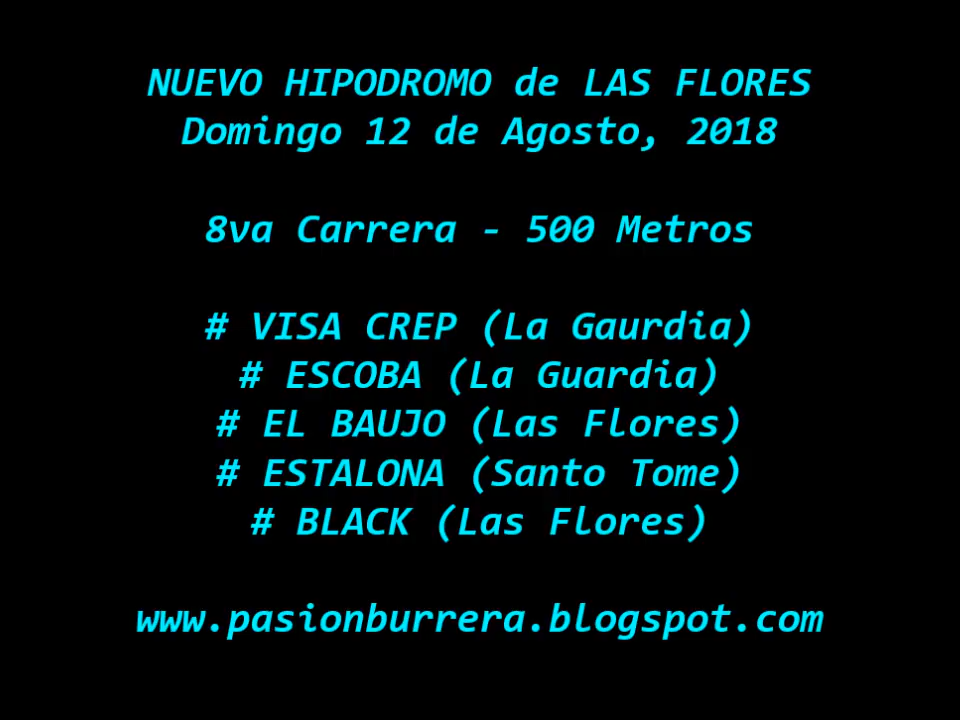 NUEVO HIPODROMO de LAS FLORES
Domingo 12 de Agosto, 2018
8va Carrera - 500 Metros
# VISA CREP (La Gaurdia)
# ESCOBA (La Guardia)
# EL BAUJO (Las Flores)
# ESTALONA (Santo Tome)
# BLACK (Las Flores)
www.pasionburrera.blogspot.com